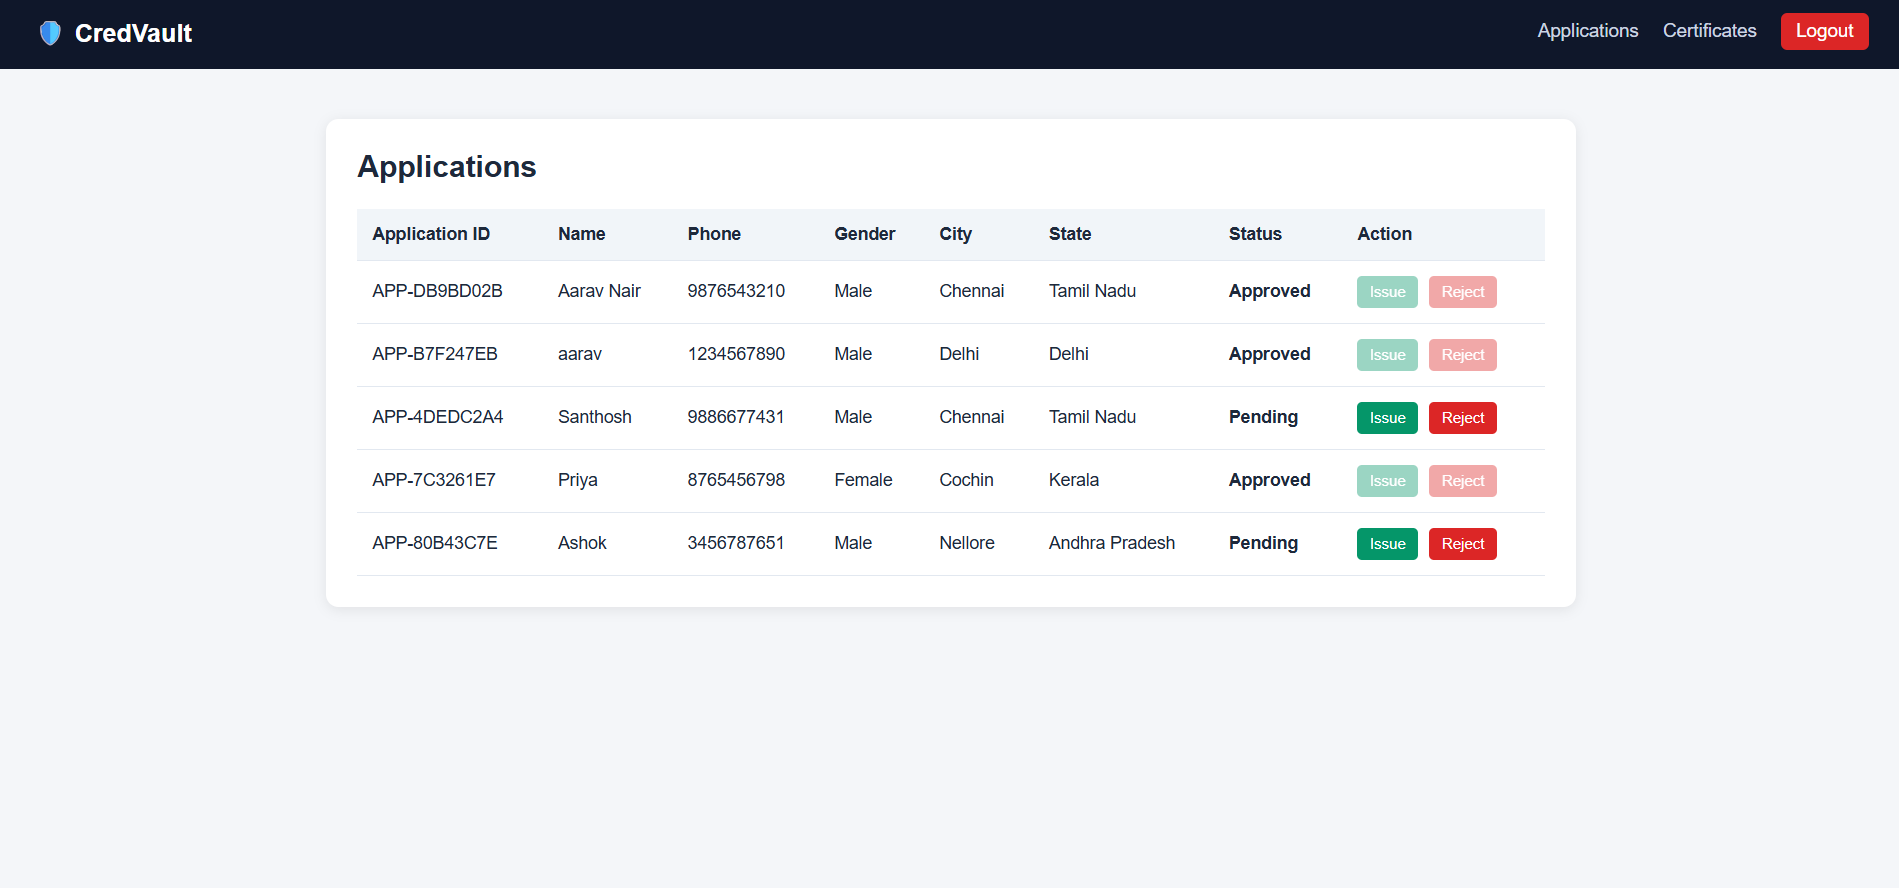 CredVault Applications Certificates Logout
Applications
Application ID Name Phone Gender City State Status Action
APP-DB9BD02B Aarav Nair 9876543210 Male Chennai Tamil Nadu Approved Issue Reject
APP-B7F247EB aarav 1234567890 Male Delhi Delhi Approved Issue Reject
APP-4DEDC2A4 Santhosh 9886677431 Male Chennai Tamil Nadu Pending Issue Reject
APP-7C3261E7 Priya 8765456798 Female Cochin Kerala Approved Issue Reject
APP-80B43C7E Ashok 3456787651 Male Nellore Andhra Pradesh Pending Issue Reject